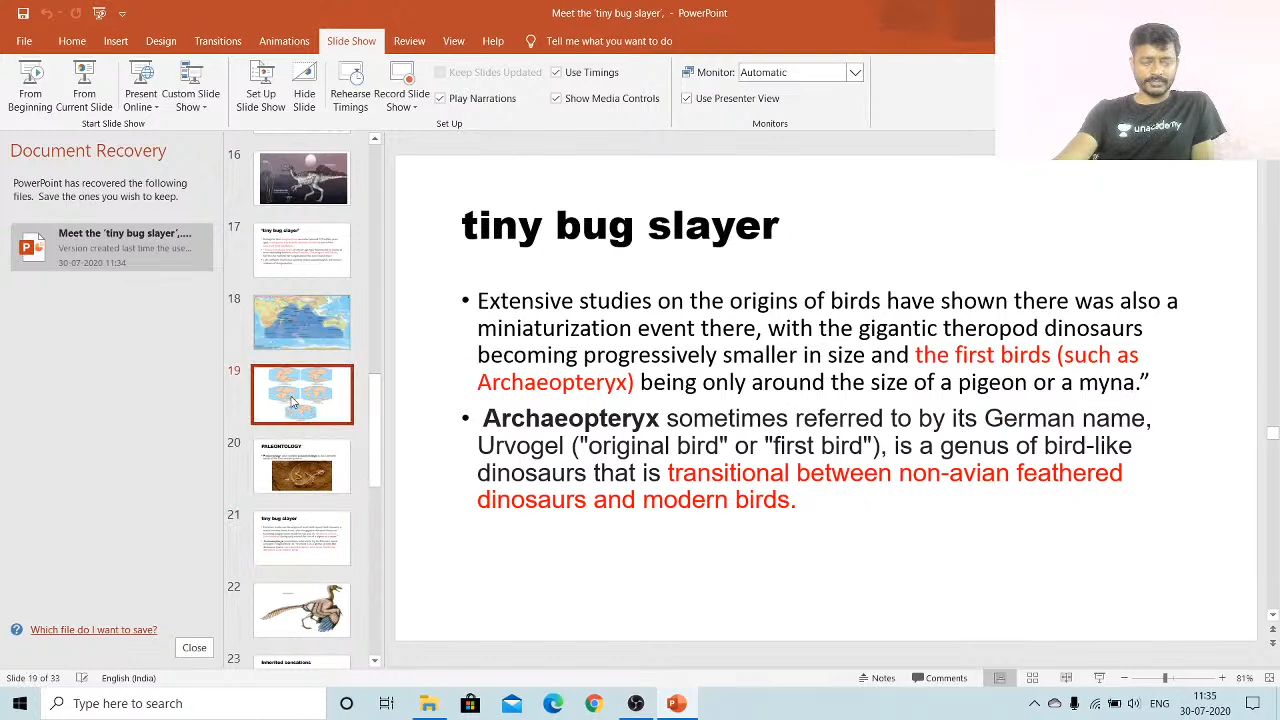 Meet the 'tiny bug slayer', - PowerPoint
File Home Insert Design Transitions Animations Slide Show Review View Help Tell me what you want to do
From Beginning
From Current Slide
Present Online
Custom Slide Show
Set Up Slide Show
Hide Slide
Rehearse Timings
Record Slide Show
Keep Slides Updated
Play Narrations
Use Timings
Show Media Controls
Monitor: Automatic
Use Presenter View
Start Slide Show
Set Up
Monitors
unacademy
Document Recovery
PowerPoint has recovered the following
files. Save the ones you wish to keep.
Meet the 'tiny bug slayer',....
2020 11:34
Which file do I want to save?
Close
16
17
"tiny bug slayer"
18
19
20
PALEONTOLOGY
21
tiny bug slayer
22
23
Inherited sensations
tiny bug slayer
• Extensive studies on the origins of birds have shown there was also a
miniaturization event there, with the gigantic theropod dinosaurs
becoming progressively smaller in size and the first birds (such as
Archaeopteryx) being only around the size of a pigeon or a myna.”
• Archaeopteryx sometimes referred to by its German name,
Urvogel ("original bird" or "first bird"), is a genus of bird-like
dinosaurs that is transitional between non-avian feathered
dinosaurs and modern birds.
Slide 19 of 33 English (India) Notes Comments 81%
Type here to search
11:35
30-07-2020